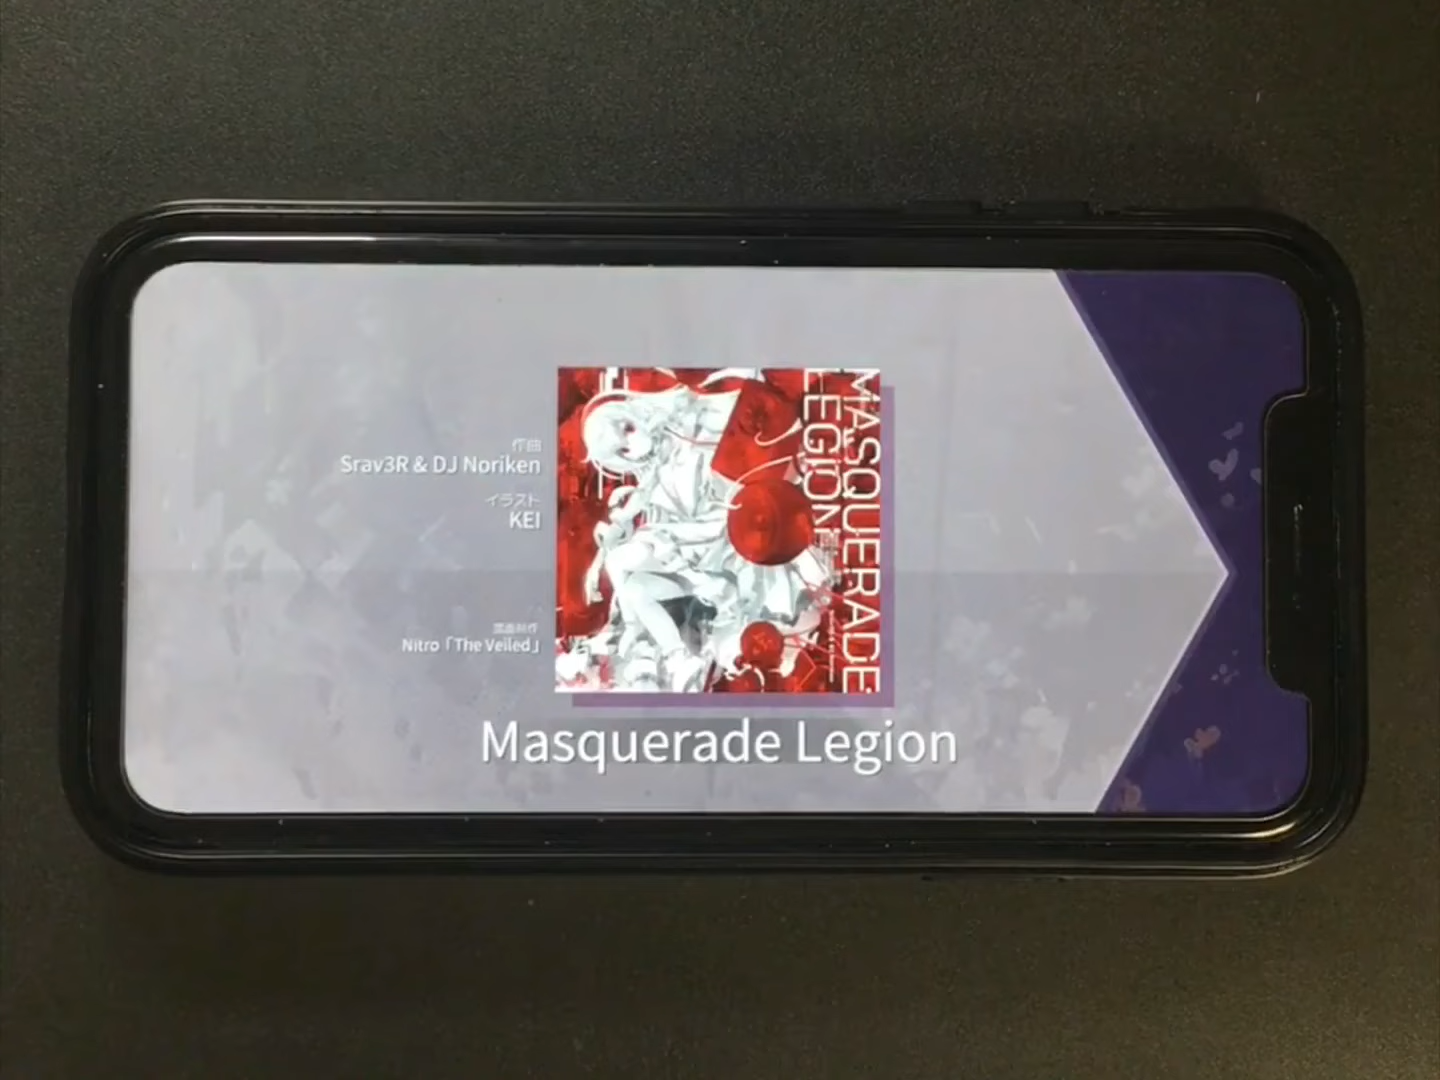 作曲
Srav3R & DJ Noriken
イラスト
KEI
譜面制作
Nitro「The Veiled」
MASQUERADE
LEGION
Masquerade Legion